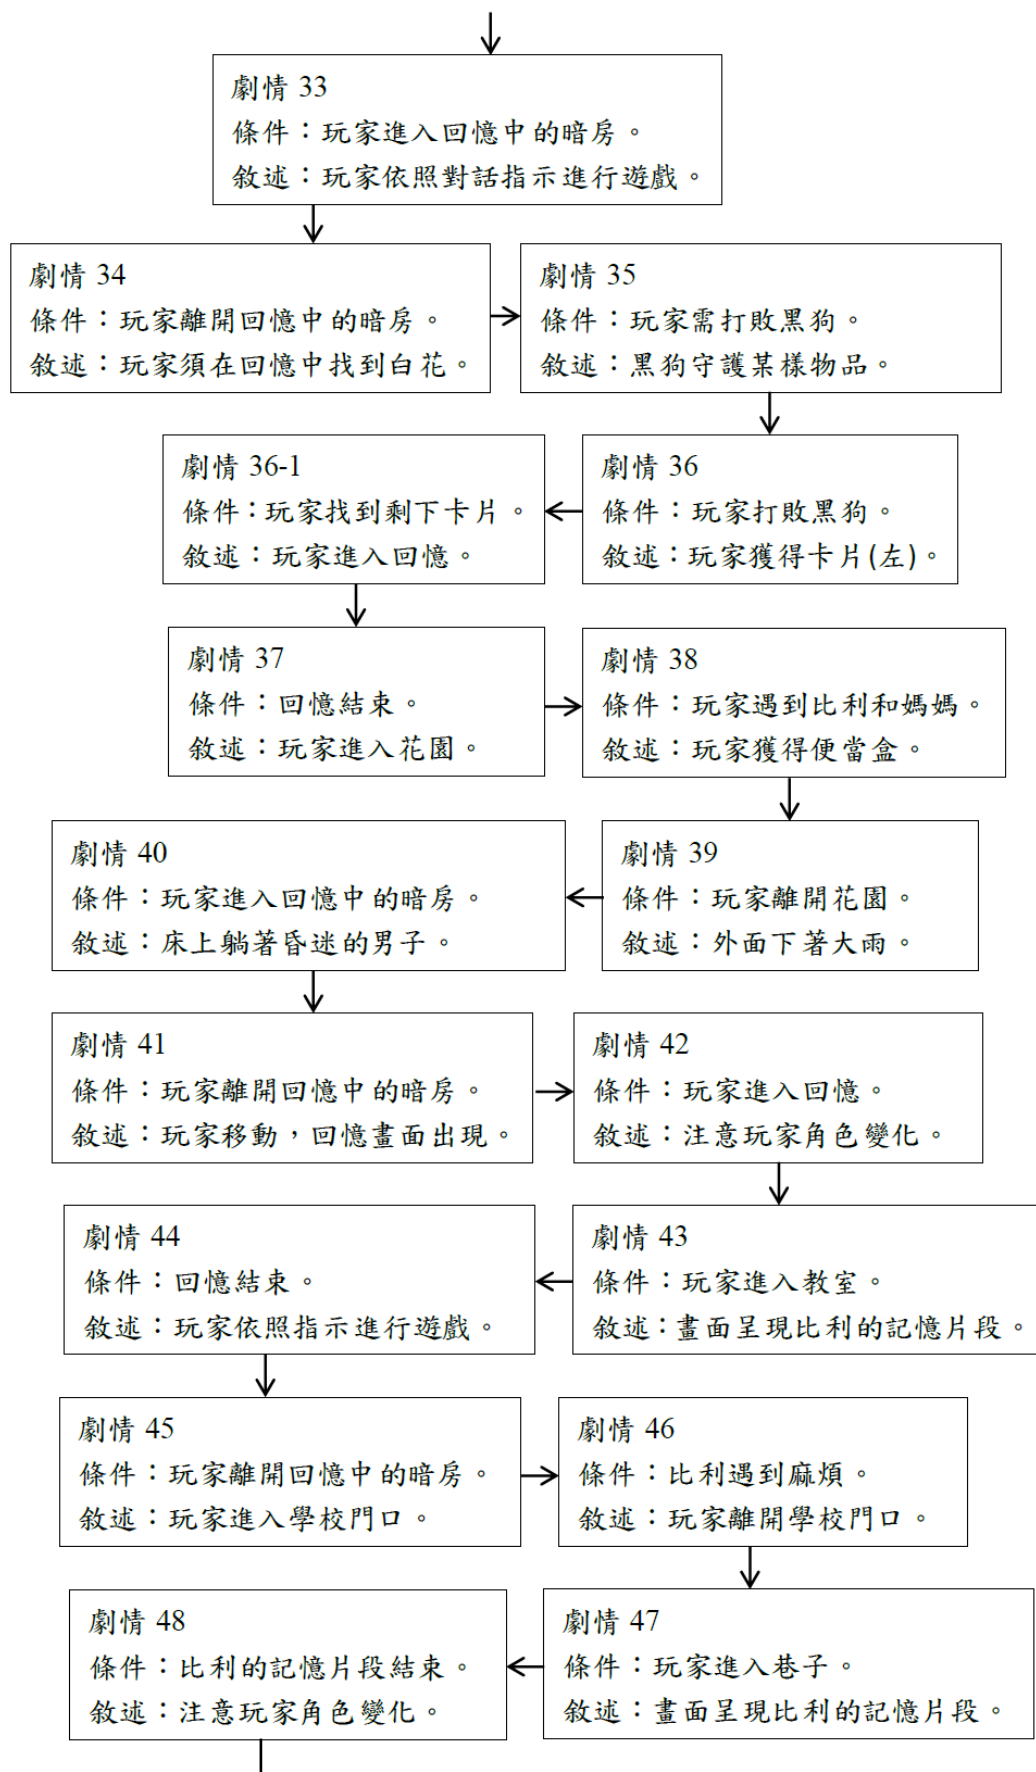 劇情 33
條件：玩家進入回憶中的暗房。
敘述：玩家依照對話指示進行遊戲。
劇情 34
條件：玩家離開回憶中的暗房。
敘述：玩家須在回憶中找到白花。
劇情 35
條件：玩家需打敗黑狗。
敘述：黑狗守護某樣物品。
劇情 36
條件：玩家打敗黑狗。
敘述：玩家獲得卡片(左)。
劇情 36-1
條件：玩家找到剩下卡片。
敘述：玩家進入回憶。
劇情 37
條件：回憶結束。
敘述：玩家進入花園。
劇情 38
條件：玩家遇到比利和媽媽。
敘述：玩家獲得便當盒。
劇情 39
條件：玩家離開花園。
敘述：外面下著大雨。
劇情 40
條件：玩家進入回憶中的暗房。
敘述：床上躺著昏迷的男子。
劇情 41
條件：玩家離開回憶中的暗房。
敘述：玩家移動，回憶畫面出現。
劇情 42
條件：玩家進入回憶。
敘述：注意玩家角色變化。
劇情 43
條件：玩家進入教室。
敘述：畫面呈現比利的記憶片段。
劇情 44
條件：回憶結束。
敘述：玩家依照指示進行遊戲。
劇情 45
條件：玩家離開回憶中的暗房。
敘述：玩家進入學校門口。
劇情 46
條件：比利遇到麻煩。
敘述：玩家離開學校門口。
劇情 47
條件：玩家進入巷子。
敘述：畫面呈現比利的記憶片段。
劇情 48
條件：比利的記憶片段結束。
敘述：注意玩家角色變化。